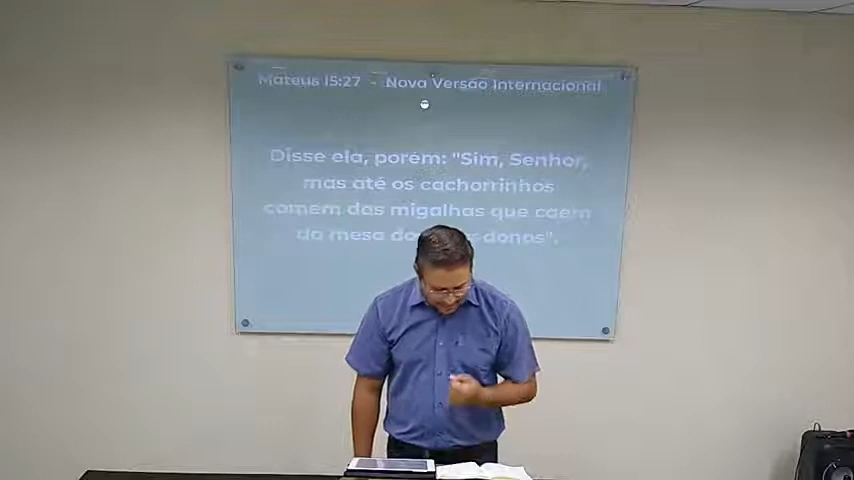 Mateus 15:27 - Nova Versão Internacional
Disse ela, porém: "Sim, Senhor,
mas até os cachorrinhos
comem das migalhas que caem
da mesa donos".